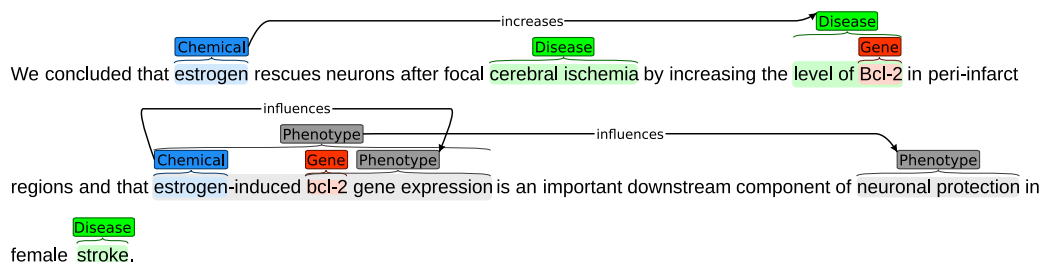 increases
Disease
Chemical Disease Gene
We concluded that estrogen rescues neurons after focal cerebral ischemia by increasing the level of Bcl-2 in peri-infarct
influences
Phenotype influences
Chemical Gene Phenotype Phenotype
regions and that estrogen-induced bcl-2 gene expression is an important downstream component of neuronal protection in
Disease
female stroke.